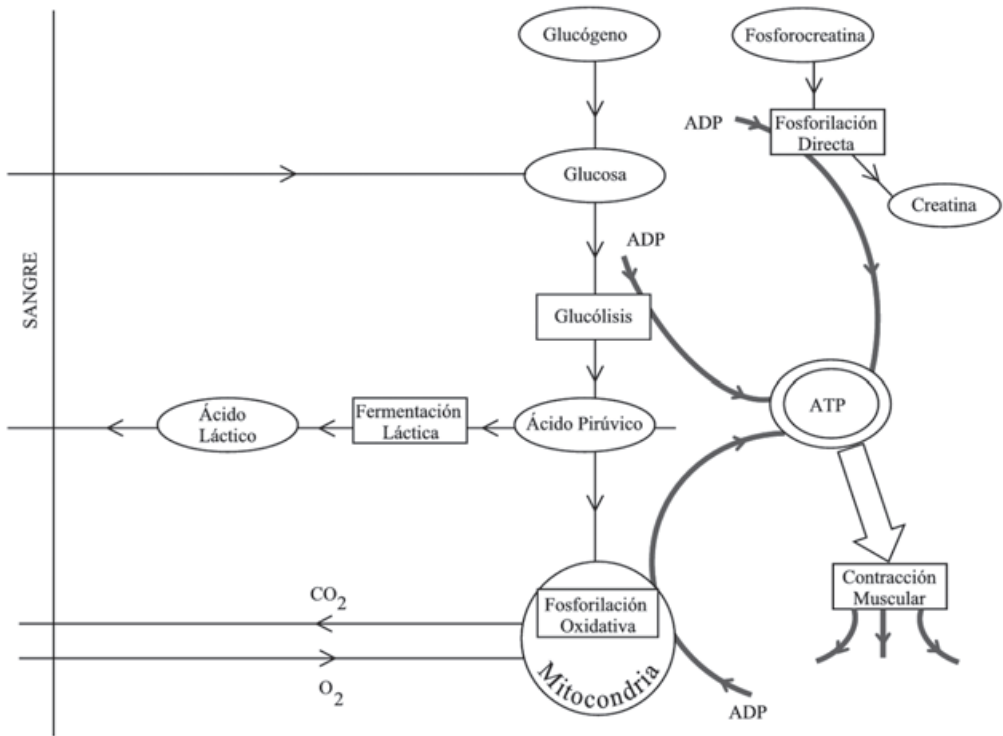 Glucógeno
Fosforocreatina
ADP
Fosforilación
Directa
Glucosa
Creatina
SANGRE
ADP
Glucólisis
ATP
Ácido
Láctico
Fermentación
Láctica
Ácido Pirúvico
CO2
O2
Fosforilación
Oxidativa
Mitocondria
ADP
Contracción
Muscular